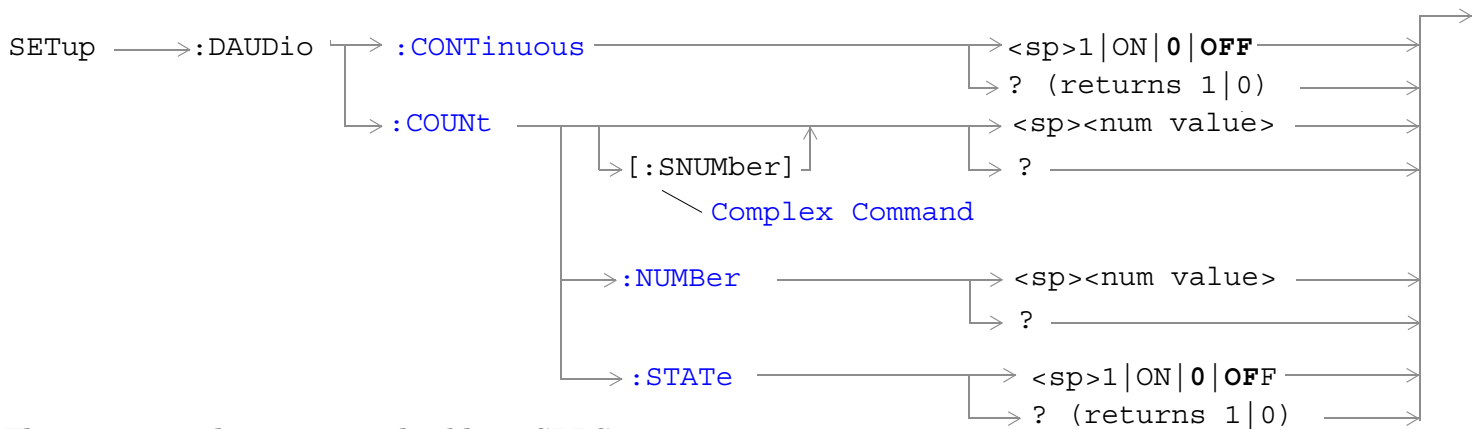 SETup :DAUDio :CONTinuous <sp>1|ON|0|OFF
? (returns 1|0)
:COUNt <sp><num value>
[:SNUMber] ?
Complex Command
:NUMBer <sp><num value>
?
:STATe <sp>1|ON|0|OFF
? (returns 1|0)